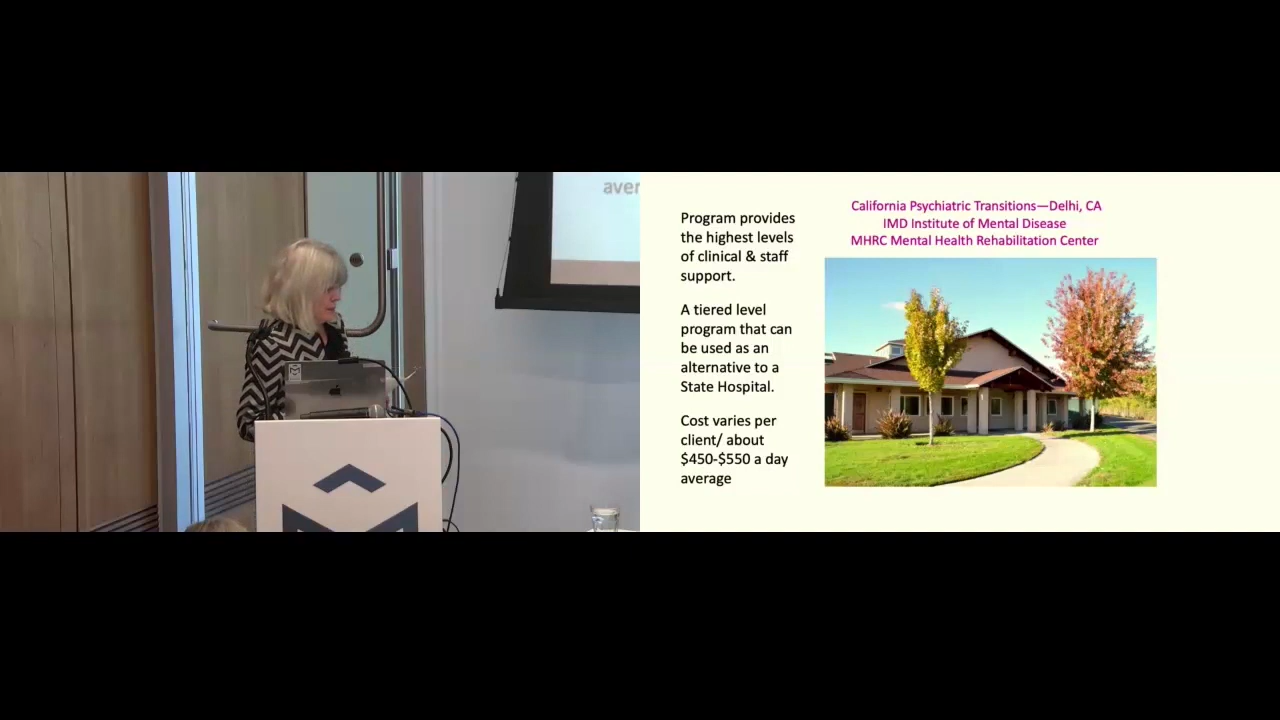 aver
Program provides
the highest levels
of clinical & staff
support.
A tiered level
program that can
be used as an
alternative to a
State Hospital.
Cost varies per
client/ about
$450-$550 a day
average
California Psychiatric Transitions—Delhi, CA
IMD Institute of Mental Disease
MHRC Mental Health Rehabilitation Center